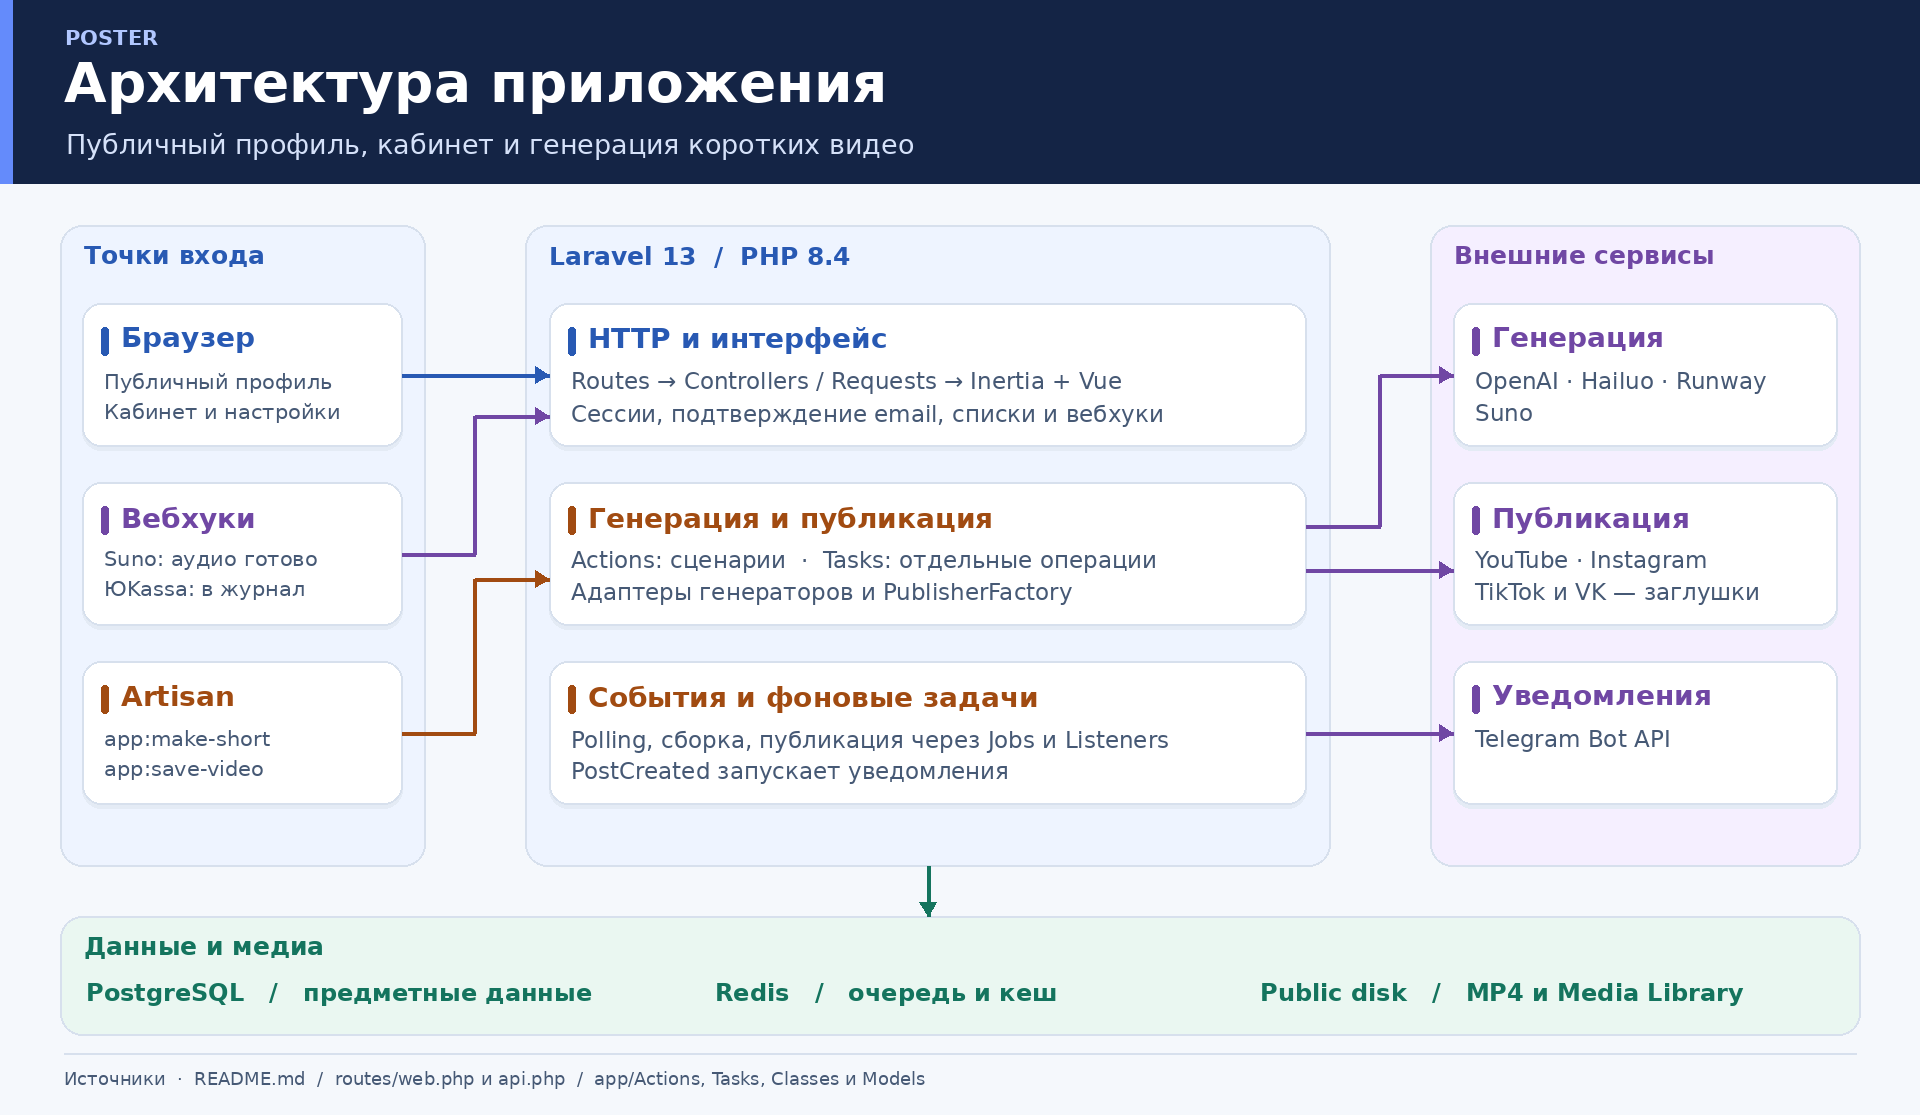 POSTER
Архитектура приложения
Публичный профиль, кабинет и генерация коротких видео
Точки входа
Браузер
Публичный профиль
Кабинет и настройки
Вебхуки
Suno: аудио готово
ЮKassa: в журнал
Artisan
app:make-short
app:save-video
Laravel 13 / PHP 8.4
HTTP и интерфейс
Routes → Controllers / Requests → Inertia + Vue
Сессии, подтверждение email, списки и вебхуки
Генерация и публикация
Actions: сценарии · Tasks: отдельные операции
Адаптеры генераторов и PublisherFactory
События и фоновые задачи
Polling, сборка, публикация через Jobs и Listeners
PostCreated запускает уведомления
Внешние сервисы
Генерация
OpenAI · Hailuo · Runway
Suno
Публикация
YouTube · Instagram
TikTok и VK — заглушки
Уведомления
Telegram Bot API
Данные и медиа
PostgreSQL / предметные данные
Redis / очередь и кеш
Public disk / MP4 и Media Library
Источники · README.md / routes/web.php и api.php / app/Actions, Tasks, Classes и Models